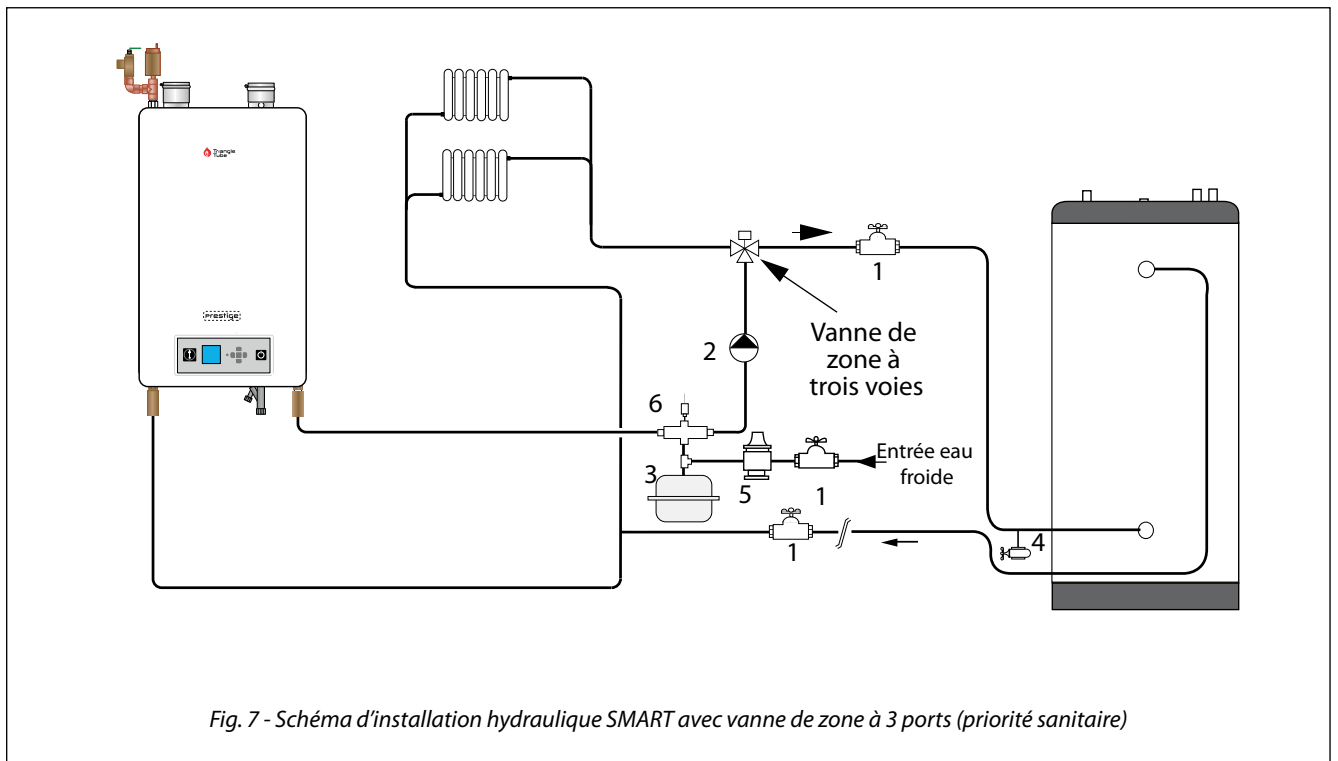 Triangle
Tube
prestige
1
2
Vanne de
zone à
trois voies
6
Entrée eau
froide
3
5
1
1
4
Fig. 7 - Schéma d'installation hydraulique SMART avec vanne de zone à 3 ports (priorité sanitaire)